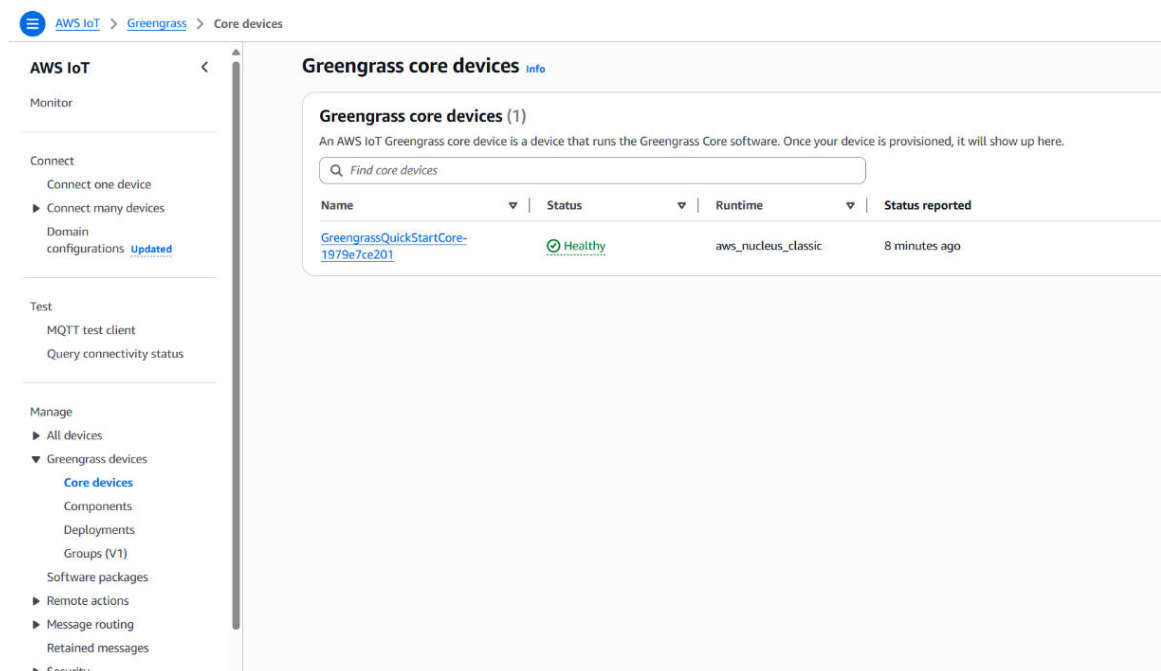 AWS IoT > Greengrass > Core devices
AWS IoT
Monitor
Connect
Connect one device
Connect many devices
Domain
configurations Updated
Test
MQTT test client
Query connectivity status
Manage
All devices
Greengrass devices
Core devices
Components
Deployments
Groups (V1)
Software packages
Remote actions
Message routing
Retained messages
Security
Greengrass core devices Info
Greengrass core devices (1)
An AWS IoT Greengrass core device is a device that runs the Greengrass Core software. Once your device is provisioned, it will show up here.
Find core devices
Name Status Runtime Status reported
GreengrassQuickStartCore-
1979e7ce201 Healthy aws_nucleus_classic 8 minutes ago